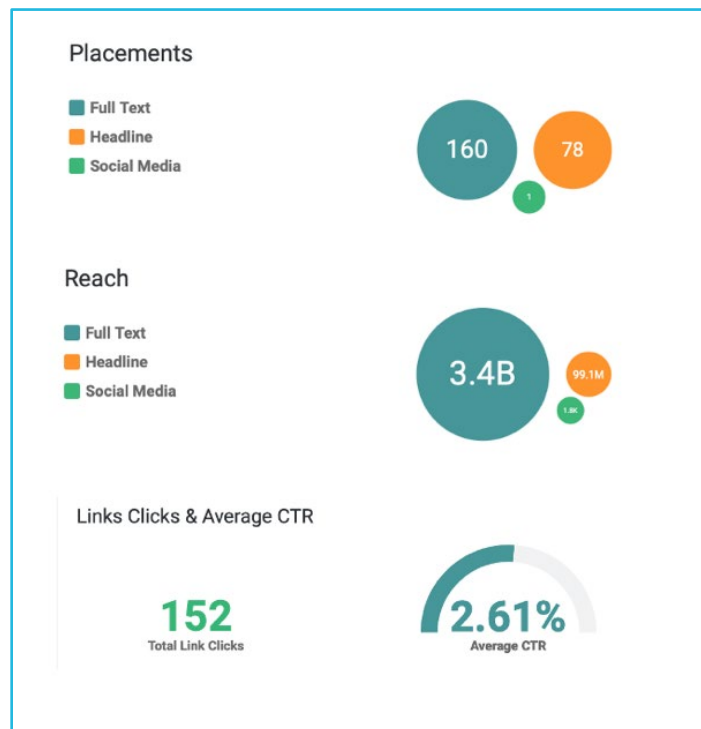 Placements
Full Text
Headline
Social Media
160
78
1
Reach
Full Text
Headline
Social Media
3.4B
99.1M
1.8K
Links Clicks & Average CTR
152
Total Link Clicks
2.61%
Average CTR